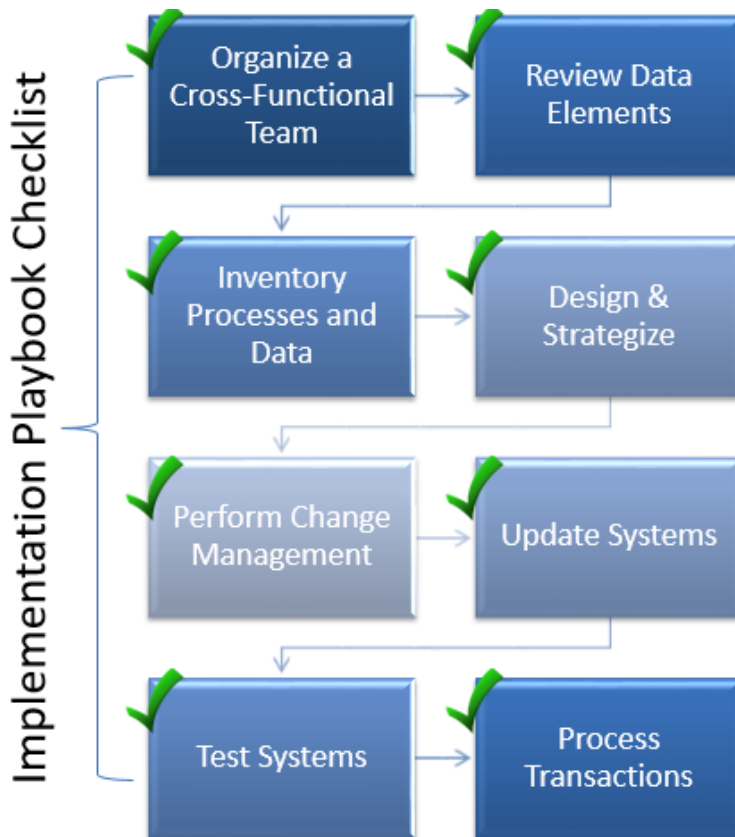 Implementation Playbook Checklist
Organize a
Cross-Functional
Team
Review Data
Elements
Inventory
Processes and
Data
Design &
Strategize
Perform Change
Management
Update Systems
Test Systems
Process
Transactions